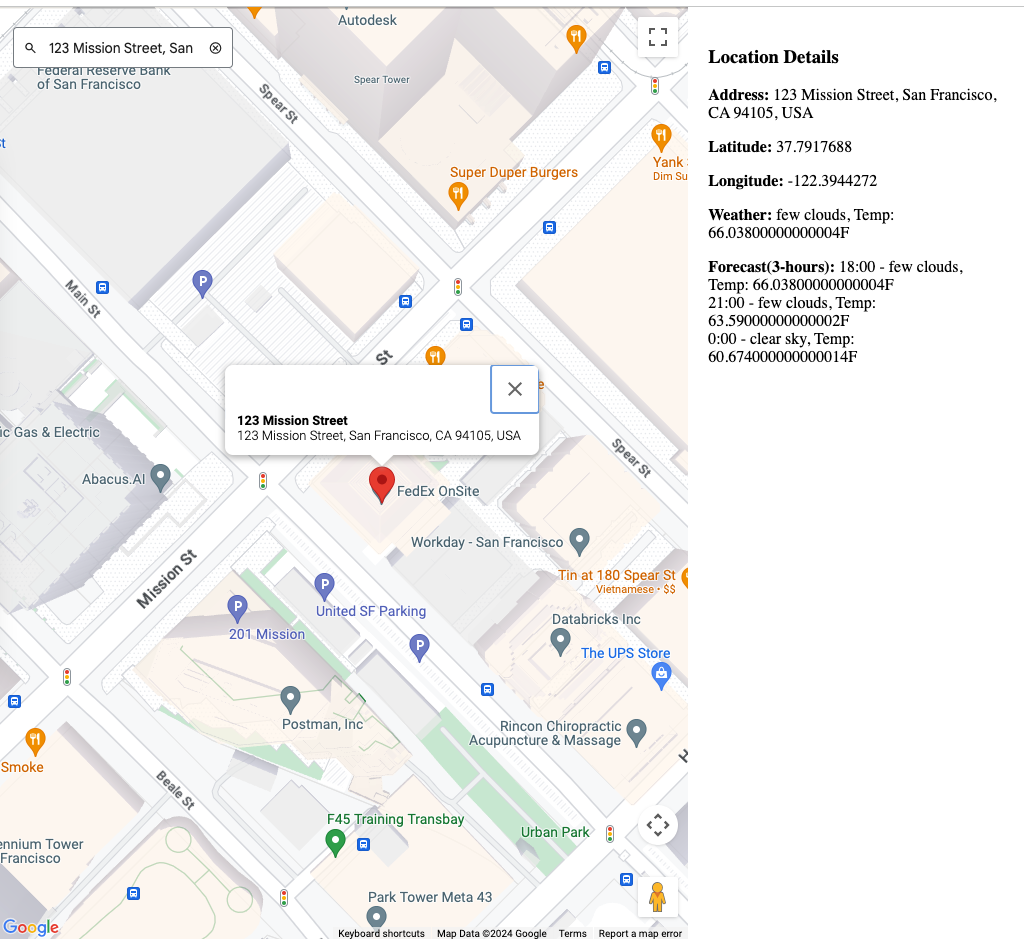 Autodesk
123 Mission Street, San
Federal Reserve Bank
of San Francisco
Spear Tower
Spear St
St
Yank
Dim Su
Super Duper Burgers
P
Main St
St
e
123 Mission Street
123 Mission Street, San Francisco, CA 94105, USA
ic Gas & Electric
Spear St
Abacus.AI
FedEx OnSite
Workday - San Francisco
Mission St
Tin at 180 Spear St
Vietnamese • $$
P
United SF Parking
P
201 Mission
Databricks Inc
P
The UPS Store
Postman, Inc
Rincon Chiropractic
Acupuncture & Massage
Smoke
Beale St
F45 Training Transbay
Urban Park
ennium Tower
Francisco
Park Tower Meta 43
Google
Keyboard shortcuts
Map Data ©2024 Google
Terms
Report a map error
Location Details
Address: 123 Mission Street, San Francisco,
CA 94105, USA
Latitude: 37.7917688
Longitude: -122.3944272
Weather: few clouds, Temp:
66.03800000000004F
Forecast(3-hours): 18:00 - few clouds,
Temp: 66.03800000000004F
21:00 - few clouds, Temp:
63.59000000000002F
0:00 - clear sky, Temp:
60.674000000000014F